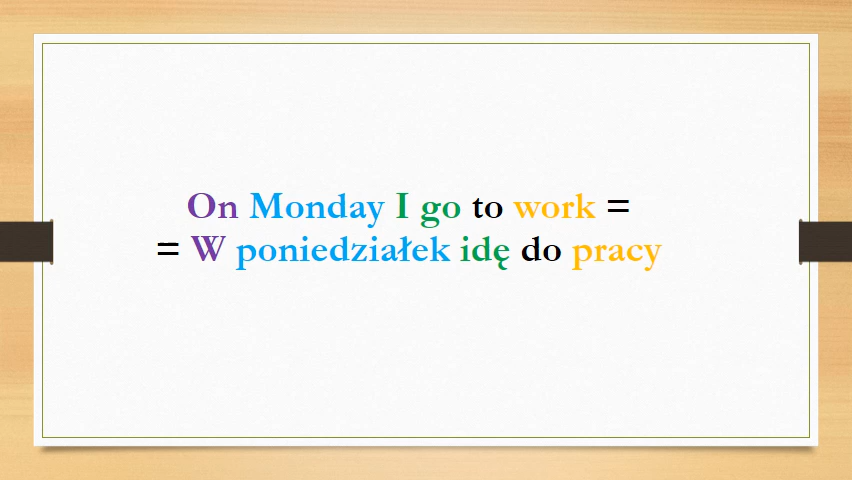 On Monday I go to work =
= W poniedziałek idę do pracy